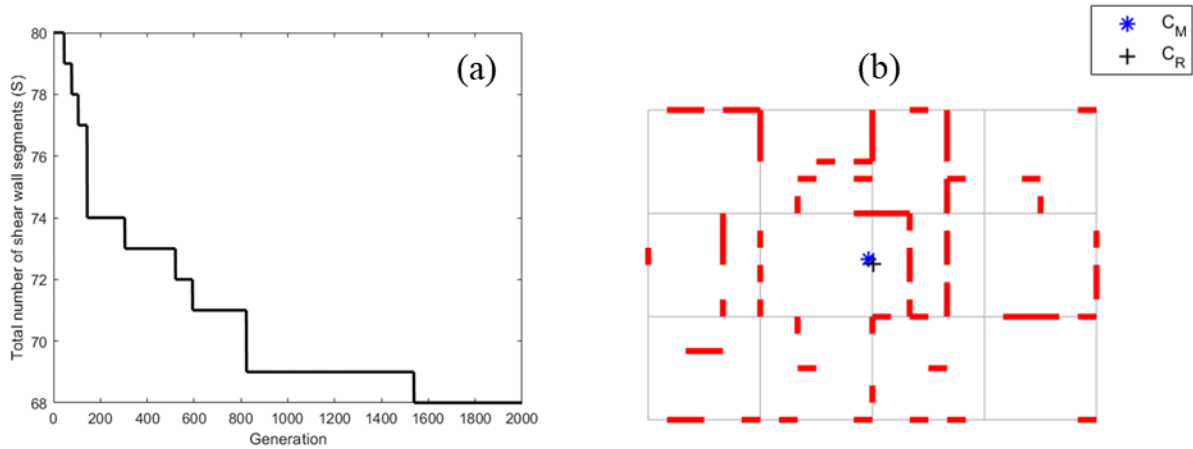 Total number of shear wall segments (S)
80
78
76
74
72
70
68
0 200 400 600 800 1000 1200 1400 1600 1800 2000
Generation
(a)
(b)
C_M
C_R